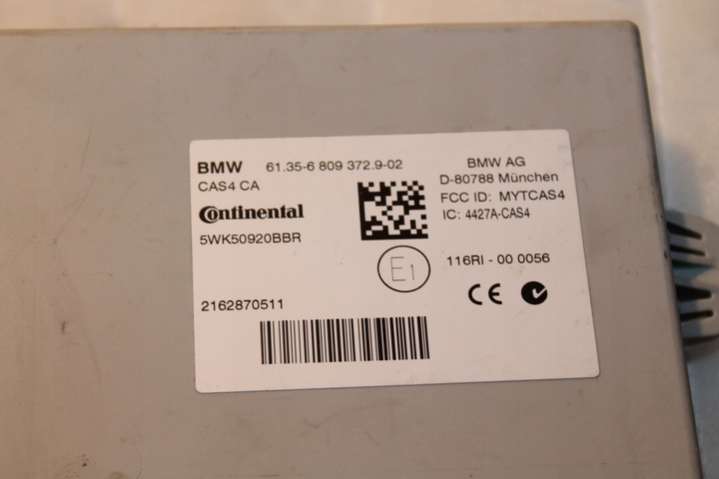 BMW 61.35-6 809 372.9-02
CAS4 CA
Continental
5WK50920BBR
2162870511
BMW AG
D-80788 München
FCC ID: MYTCAS4
IC: 4427A-CAS4
E1
116RI - 00 0056
CE